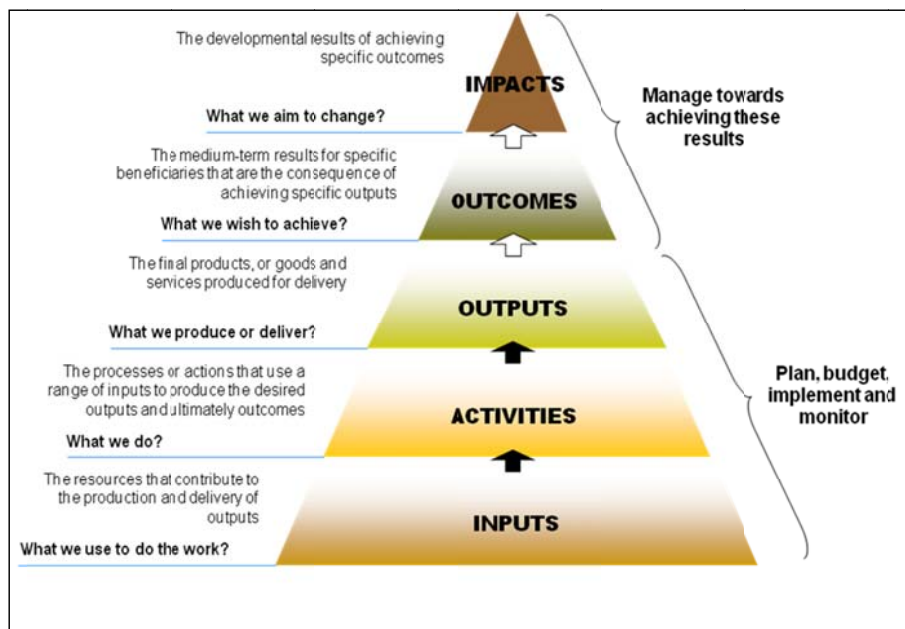 The developmental results of achieving
specific outcomes
IMPACTS
What we aim to change?
Manage towards
achieving these
results
The medium-term results for specific
beneficiaries that are the consequence of
achieving specific outputs
OUTCOMES
What we wish to achieve?
The final products, or goods and
services produced for delivery
OUTPUTS
What we produce or deliver?
The processes or actions that use a
range of inputs to produce the desired
outputs and ultimately outcomes
ACTIVITIES
What we do?
Plan, budget,
implement and
monitor
The resources that contribute to
the production and delivery of
outputs
INPUTS
What we use to do the work?